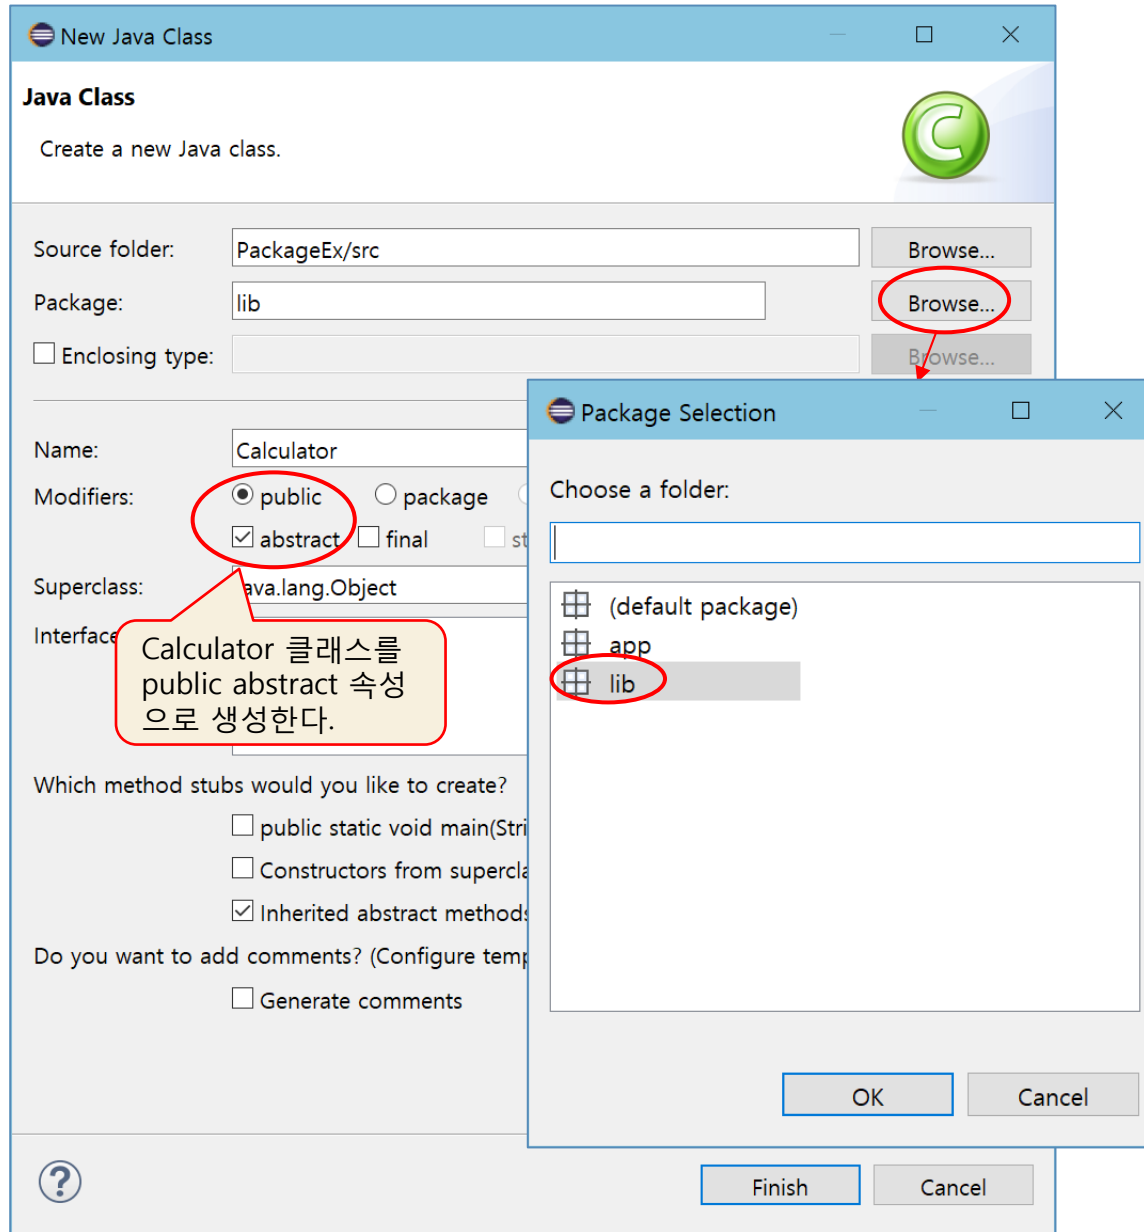 New Java Class
Java Class
Create a new Java class.
Source folder: PackageEx/src Browse...
Package: lib Browse...
Enclosing type: Browse...
Package Selection
Name: Calculator
Modifiers: public package
abstract final st
Choose a folder:
Superclass: java.lang.Object
(default package)
Interface
app
lib
Calculator 클래스를
public abstract 속성
으로 생성한다.
Which method stubs would you like to create?
public static void main(Stri
Constructors from supercla
Inherited abstract methods
Do you want to add comments? (Configure temp
Generate comments
OK Cancel
? Finish Cancel